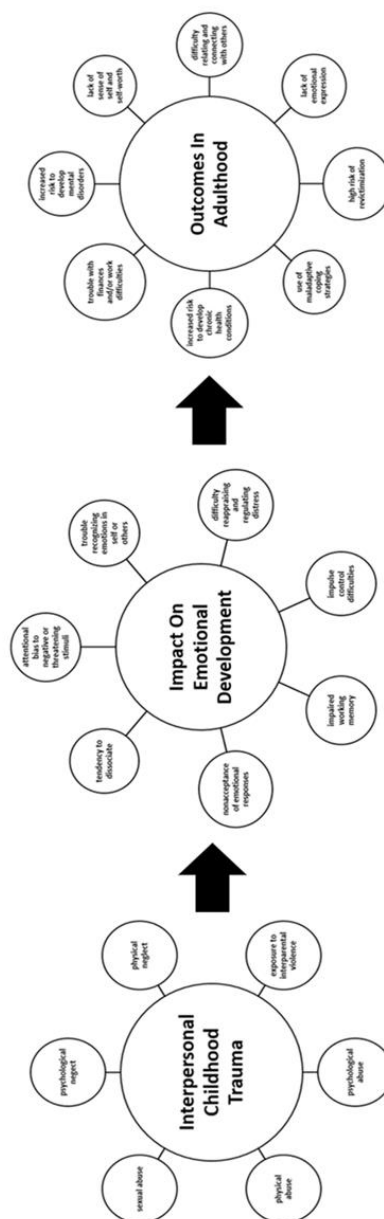 Interpersonal
Childhood
Trauma
psychological
negect
physical
neglect
exposure to
interparental
violence
psychological
abuse
physical
abuse
sexual abuse
Impact On
Emotional
Development
attentional
bias to
negative or
threatening
stimuli
trouble
recognizing
emotions in
self or
others
difficulty
reappraising
and
regulating
distress
impulse
control
difficulties
impaired
working
memory
nonacceptance
of emotional
responses
tendency to
dissociate
Outcomes In
Adulthood
increased
risk to
develop
mental
disorders
lack of
sense of
self and
self-worth
difficulty
relating and
connecting
with others
lack of
emotional
expression
high risk of
revictimization
use of
maladaptive
coping
strategies
increased risk
to develop
chronic
health
conditions
trouble with
finances
and/or work
difficulties